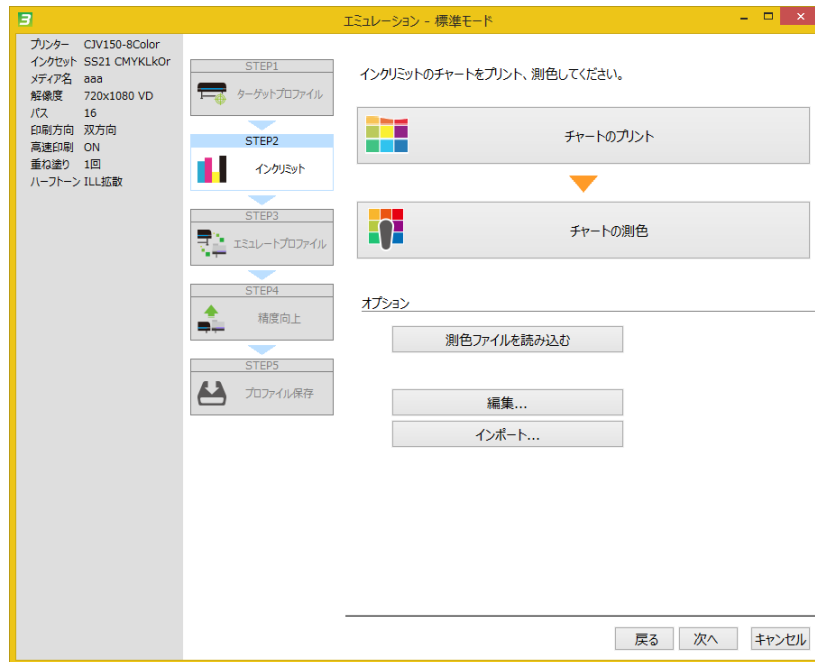 エミュレーション - 標準モード
プリンター CJV150-8Color
インクセット SS21 CMYKLkOr
メディア名 aaa
解像度 720x1080 VD
パス 16
印刷方向 双方向
高速印刷 ON
重ね塗り 1回
ハーフトーン ILL拡散
STEP1
ターゲットプロファイル
STEP2
インクリミット
STEP3
エミュレートプロファイル
STEP4
精度向上
STEP5
プロファイル保存
インクリミットのチャートをプリント、測色してください。
チャートのプリント
チャートの測色
オプション
測色ファイルを読み込む
編集...
インポート...
戻る
次へ
キャンセル